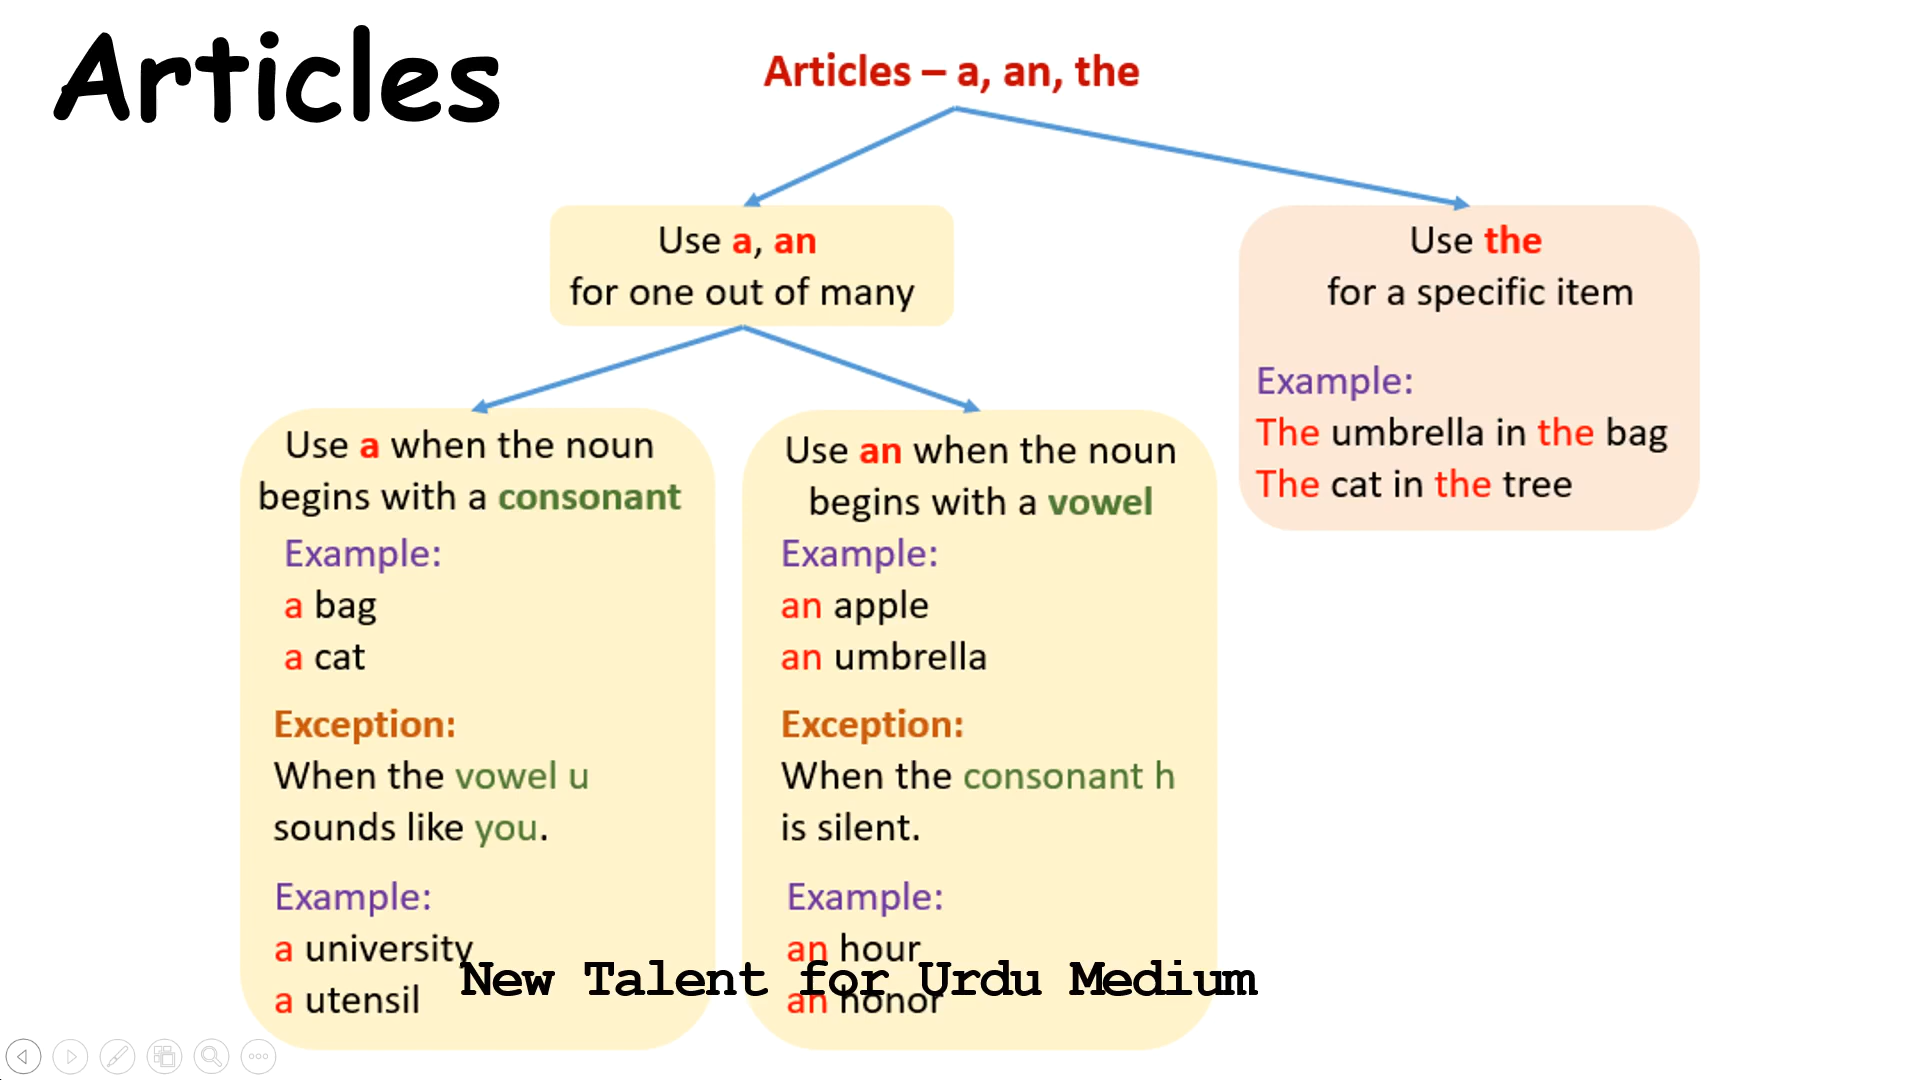 Articles
Articles – a, an, the
Use a, an
for one out of many
Use the
for a specific item
Example:
The umbrella in the bag
The cat in the tree
Use a when the noun
begins with a consonant
Example:
a bag
a cat
Exception:
When the vowel u
sounds like you.
Example:
a university
a utensil
Use an when the noun
begins with a vowel
Example:
an apple
an umbrella
Exception:
When the consonant h
is silent.
Example:
an hour
an honor
New Talent for Urdu Medium